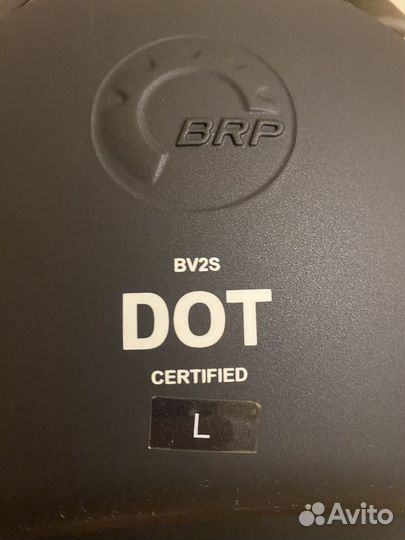 BRP
BV2S
DOT
CERTIFIED
L
Avito